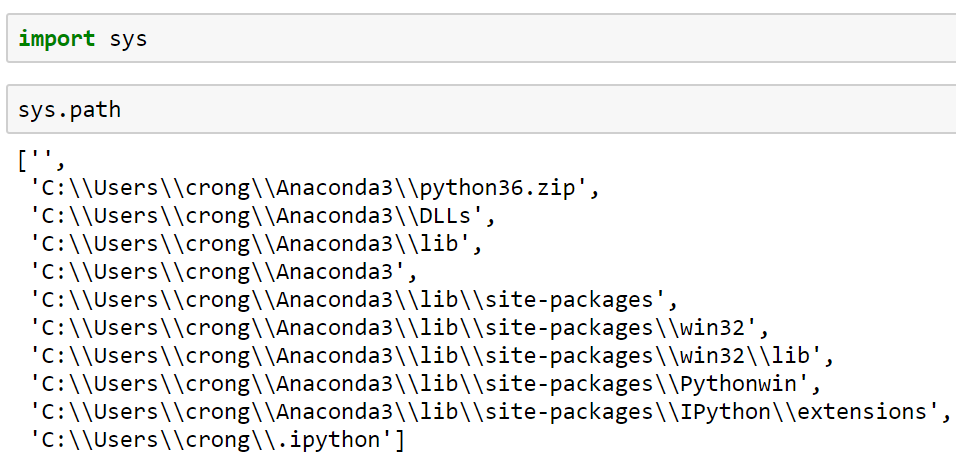 import sys
sys.path
['',
 'C:\\Users\\crong\\Anaconda3\\python36.zip',
 'C:\\Users\\crong\\Anaconda3\\DLLs',
 'C:\\Users\\crong\\Anaconda3\\lib',
 'C:\\Users\\crong\\Anaconda3',
 'C:\\Users\\crong\\Anaconda3\\lib\\site-packages',
 'C:\\Users\\crong\\Anaconda3\\lib\\site-packages\\win32',
 'C:\\Users\\crong\\Anaconda3\\lib\\site-packages\\win32\\lib',
 'C:\\Users\\crong\\Anaconda3\\lib\\site-packages\\Pythonwin',
 'C:\\Users\\crong\\Anaconda3\\lib\\site-packages\\IPython\\extensions',
 'C:\\Users\\crong\\.ipython']